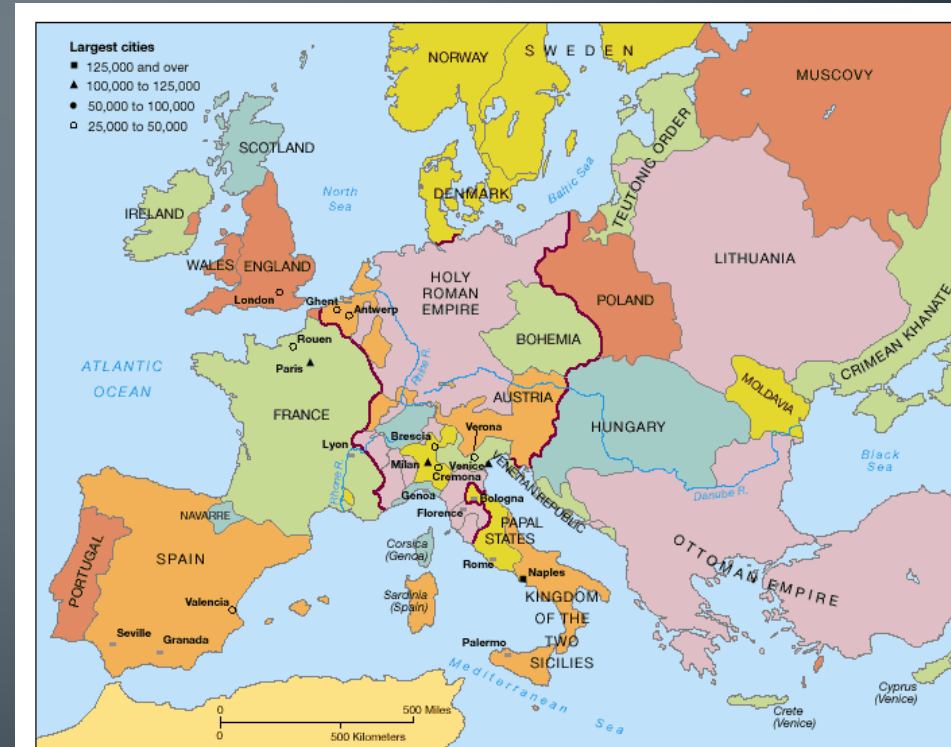 Largest cities
125,000 and over
100,000 to 125,000
50,000 to 100,000
25,000 to 50,000
NORWAY
SWEDEN
MUSCOVY
SCOTLAND
North
Sea
DENMARK
Baltic Sea
TEUTONIC ORDER
IRELAND
WALES
ENGLAND
London
LITHUANIA
HOLY
ROMAN
EMPIRE
POLAND
Ghent
Antwerp
BOHEMIA
CRIMEAN KHANATE
Rouen
Paris
Rhine R.
ATLANTIC
OCEAN
FRANCE
AUSTRIA
MOLDAVIA
HUNGARY
Verona
Brescia
Lyon
Milan
Venice
Cremona
VENETIAN REPUBLIC
Black
Sea
Rhone R.
Genoa
Bologna
Danube R.
Florence
NAVARRE
PAPAL
STATES
SPAIN
PORTUGAL
Corsica
(Genoa)
Rome
Naples
OTTOMAN EMPIRE
Sardinia
(Spain)
KINGDOM
OF THE
TWO
SICILIES
Valencia
Seville
Granada
Palermo
Mediterranean Sea
Cyprus
(Venice)
Crete
(Venice)
0
500 Miles
0
500 Kilometers